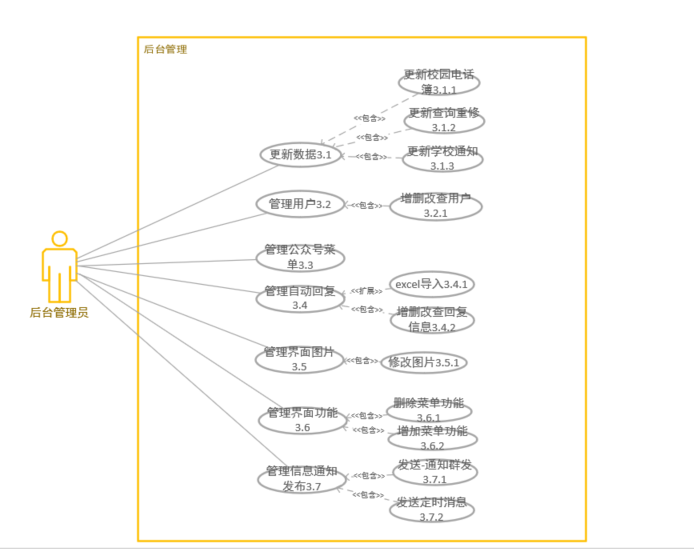 后台管理
更新校园电话
簿3.1.1
<<包含>>
更新查询重修
3.1.2
<<包含>>
更新数据3.1
<<包含>>
更新学校通知
3.1.3
管理用户3.2
<<包含>>
增删改查用户
3.2.1
管理公众号菜
单3.3
后台管理员
管理自动回复
3.4
<<扩展>>
excel导入3.4.1
<<包含>>
增删改查回复
信息3.4.2
管理界面图片
3.5
<<包含>>
修改图片3.5.1
管理界面功能
3.6
<<包含>>
删除菜单功能
3.6.1
<<包含>>
增加菜单功能
3.6.2
管理信息通知
发布3.7
<<包含>>
发送-通知群发
3.7.1
<<包含>>
发送定时消息
3.7.2